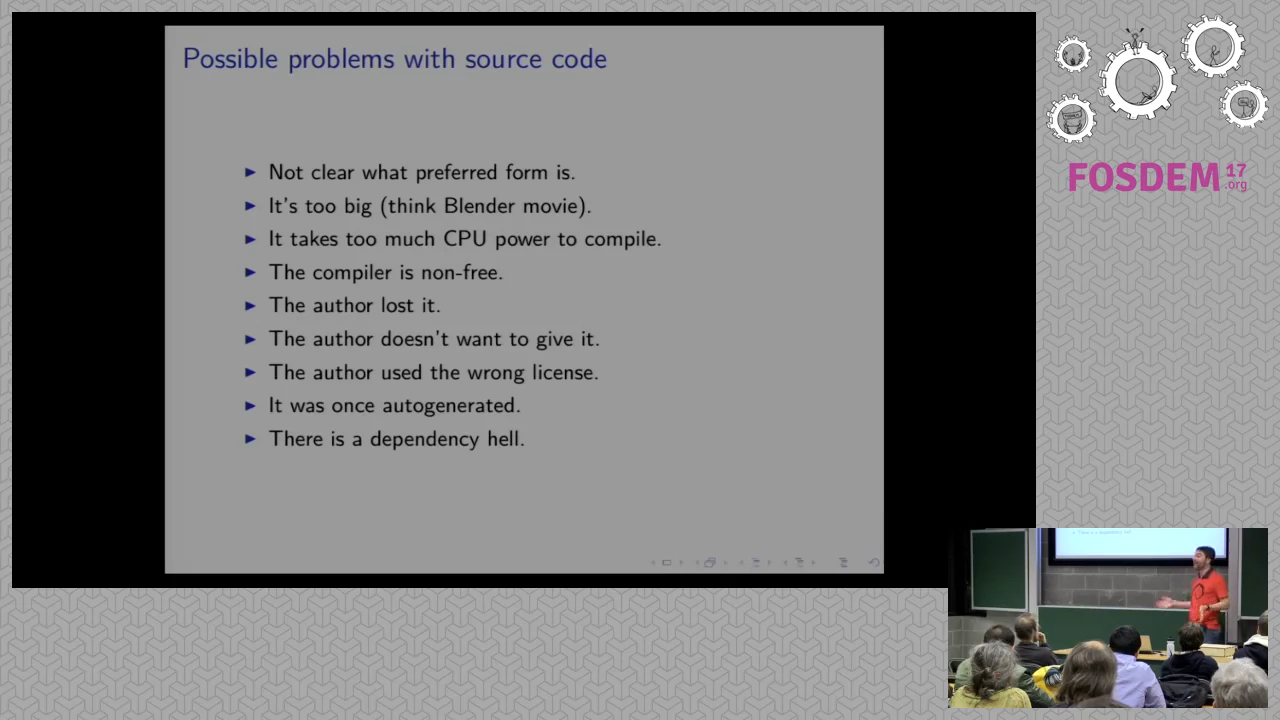 Possible problems with source code
Not clear what preferred form is.
It's too big (think Blender movie).
It takes too much CPU power to compile.
The compiler is non-free.
The author lost it.
The author doesn't want to give it.
The author used the wrong license.
It was once autogenerated.
There is a dependency hell.
FOSDEM 17 .org